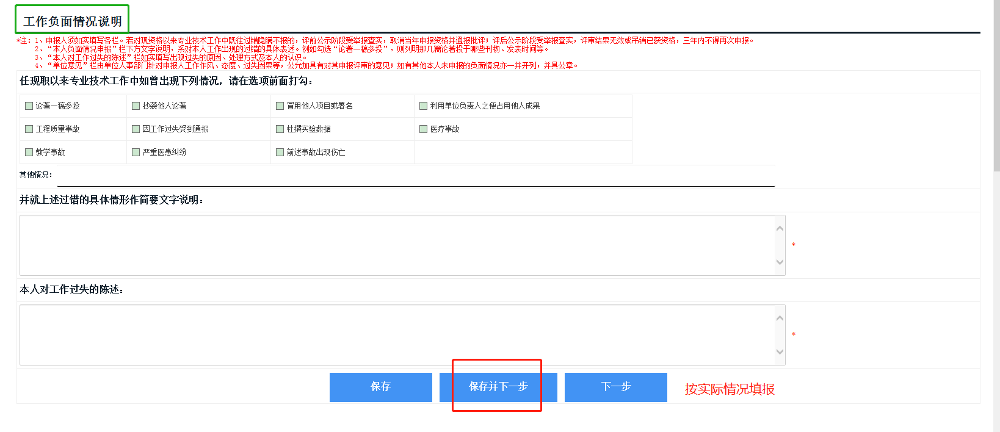 工作负面情况说明
*注：1、申报人须如实填写各栏。若对现资格以来专业技术工作中既往过错隐瞒不报的，评前公示阶段受举报查实，取消当年申报资格并通报批评；评后公示阶段受举报查实，评审结果无效或吊销已获资格，三年内不得再次申报。
2、“本人负面情况申报”栏下方文字说明，系对本人工作出现的过错的具体表述。例如勾选“论著一稿多投”，则列明那几篇论著投于哪些刊物、发表时间等。
3、“本人对工作过失的陈述”栏如实填写出现过失的原因、处理方式及本人的认识。
4、“单位意见”栏由单位人事部门针对申报人工作作风、态度、过失因果等，公允加具有对其申报评审的意见；如有其他本人未申报的负面情况亦一并开列，并具公章。
任现职以来专业技术工作中如曾出现下列情况，请在选项前面打勾：
论著一稿多投 抄袭他人论著 冒用他人项目或署名 利用单位负责人之便占用他人成果
工程质量事故 因工作过失受到通报 杜撰实验数据 医疗事故
教学事故 严重医患纠纷 前述事故出现伤亡
其他情况：
并就上述过错的具体情形作简要文字说明：
*
本人对工作过失的陈述：
*
保存 保存并下一步 下一步 按实际情况填报